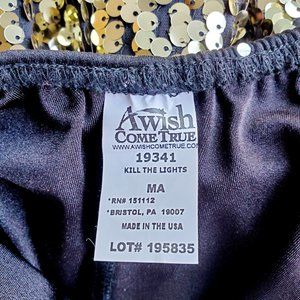 A wish
COME TRUE
WWW.AWISHCOMETRUE.COM
19341
KILL THE LIGHTS
MA
*RN# 151112
*BRISTOL, PA 19007
MADE IN THE USA
LOT# 195835